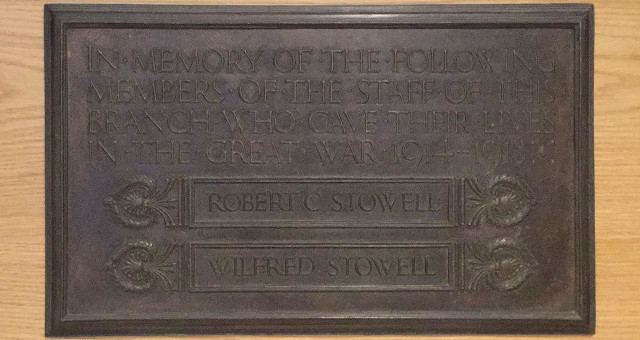 IN·MEMORY·OF·THE·FOLLOWING
MEMBERS·OF·THE·STAFF·OF·THIS
BRANCH·WHO·GAVE·THEIR·LIVES
IN·THE·GREAT·WAR·1914–1918·
ROBERT C. STOWELL
WILFRED STOWELL